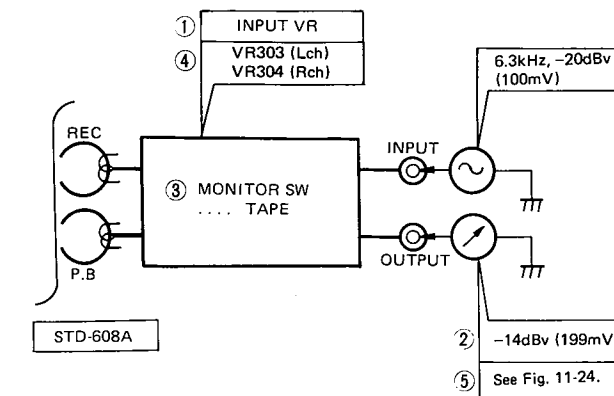 ① INPUT VR
④ VR303 (Lch)
VR304 (Rch)
6.3kHz, −20dBv
(100mV)
REC
INPUT
③ MONITOR SW
.... TAPE
OUTPUT
P.B
STD-608A
② −14dBv (199mV
⑤ See Fig. 11-24.